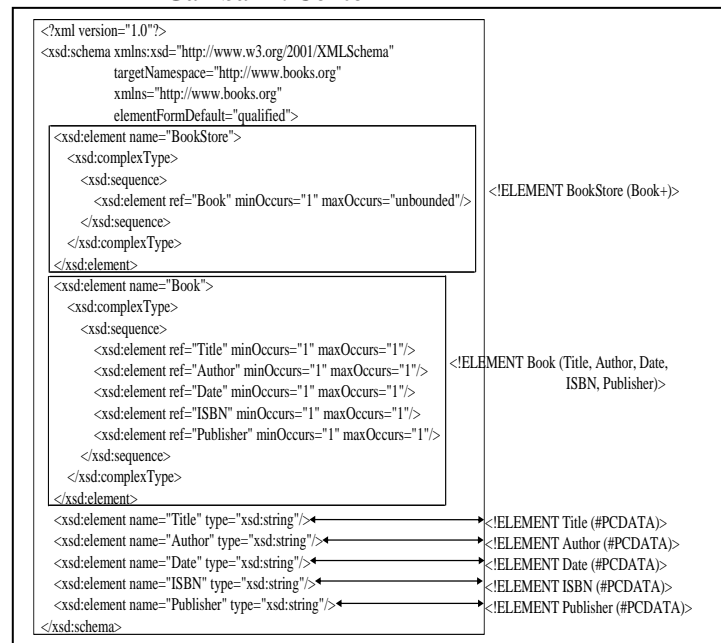 <?xml version="1.0"?>
<xsd:schema xmlns:xsd="http://www.w3.org/2001/XMLSchema"
targetNamespace="http://www.books.org"
xmlns="http://www.books.org"
elementFormDefault="qualified">
<xsd:element name="BookStore">
<xsd:complexType>
<xsd:sequence>
<xsd:element ref="Book" minOccurs="1" maxOccurs="unbounded"/>
</xsd:sequence>
</xsd:complexType>
</xsd:element>
<!ELEMENT BookStore (Book+)>
<xsd:element name="Book">
<xsd:complexType>
<xsd:sequence>
<xsd:element ref="Title" minOccurs="1" maxOccurs="1"/>
<xsd:element ref="Author" minOccurs="1" maxOccurs="1"/>
<xsd:element ref="Date" minOccurs="1" maxOccurs="1"/>
<xsd:element ref="ISBN" minOccurs="1" maxOccurs="1"/>
<xsd:element ref="Publisher" minOccurs="1" maxOccurs="1"/>
</xsd:sequence>
</xsd:complexType>
</xsd:element>
<!ELEMENT Book (Title, Author, Date,
ISBN, Publisher)>
<xsd:element name="Title" type="xsd:string"/>
<!ELEMENT Title (#PCDATA)>
<xsd:element name="Author" type="xsd:string"/>
<!ELEMENT Author (#PCDATA)>
<xsd:element name="Date" type="xsd:string"/>
<!ELEMENT Date (#PCDATA)>
<xsd:element name="ISBN" type="xsd:string"/>
<!ELEMENT ISBN (#PCDATA)>
<xsd:element name="Publisher" type="xsd:string"/>
<!ELEMENT Publisher (#PCDATA)>
</xsd:schema>